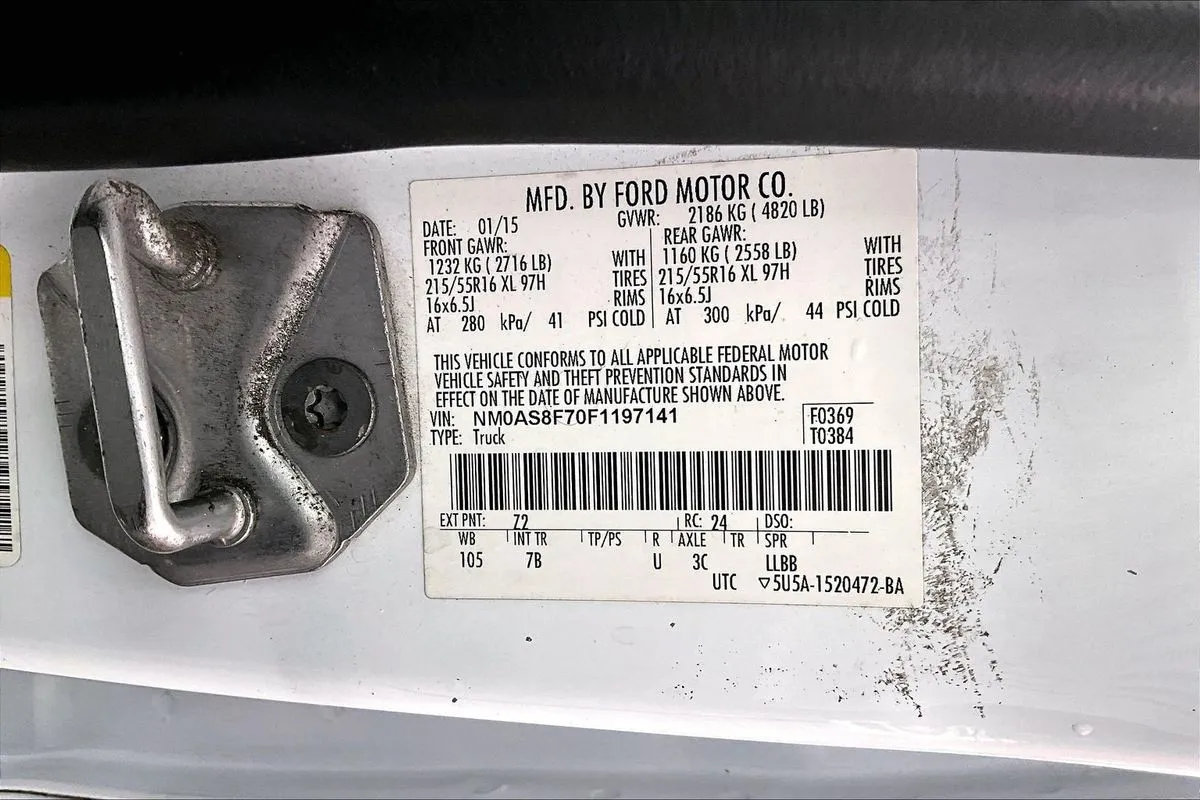 MFD. BY FORD MOTOR CO.
DATE: 01/15 GVWR: 2186 KG ( 4820 LB)
FRONT GAWR: REAR GAWR:
1232 KG ( 2716 LB) WITH 1160 KG ( 2558 LB) WITH
215/55R16 XL 97H TIRES 215/55R16 XL 97H TIRES
16x6.5J RIMS 16x6.5J RIMS
AT 280 kPa/ 41 PSI COLD AT 300 kPa/ 44 PSI COLD
THIS VEHICLE CONFORMS TO ALL APPLICABLE FEDERAL MOTOR
VEHICLE SAFETY AND THEFT PREVENTION STANDARDS IN
EFFECT ON THE DATE OF MANUFACTURE SHOWN ABOVE.
VIN: NM0AS8F70F1197141 F0369
TYPE: Truck T0384
EXT PNT: Z2 RC: 24 DSO:
WB INT TR TP/PS R AXLE TR SPR
105 7B U 3C LLBB
UTC ▽5U5A-1520472-BA